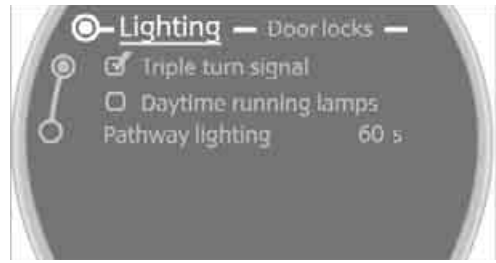 Lighting — Door locks —
Triple turn signal
Daytime running lamps
Pathway lighting 60 s